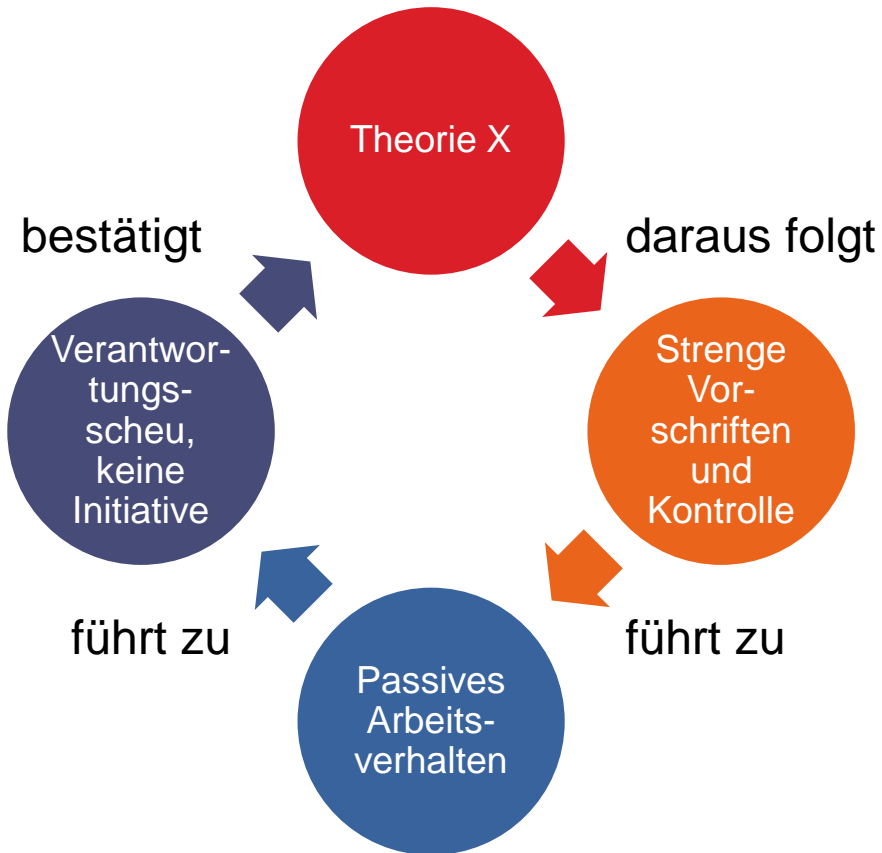 Theorie X
bestätigt
daraus folgt
Verantwor-
tungs-
scheu,
keine
Initiative
Strenge
Vor-
schriften
und
Kontrolle
führt zu
führt zu
Passives
Arbeits-
verhalten